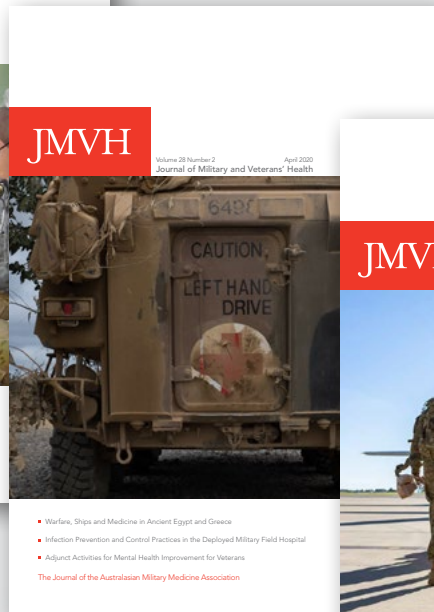 JMVH
Volume 28 Number 2 April 2020
Journal of Military and Veterans' Health
JMVH
CAUTION
LEFT HAND
DRIVE
Warfare, Ships and Medicine in Ancient Egypt and Greece
Infection Prevention and Control Practices in the Deployed Military Field Hospital
Adjunct Activities for Mental Health Improvement for Veterans
The Journal of the Australasian Military Medicine Association